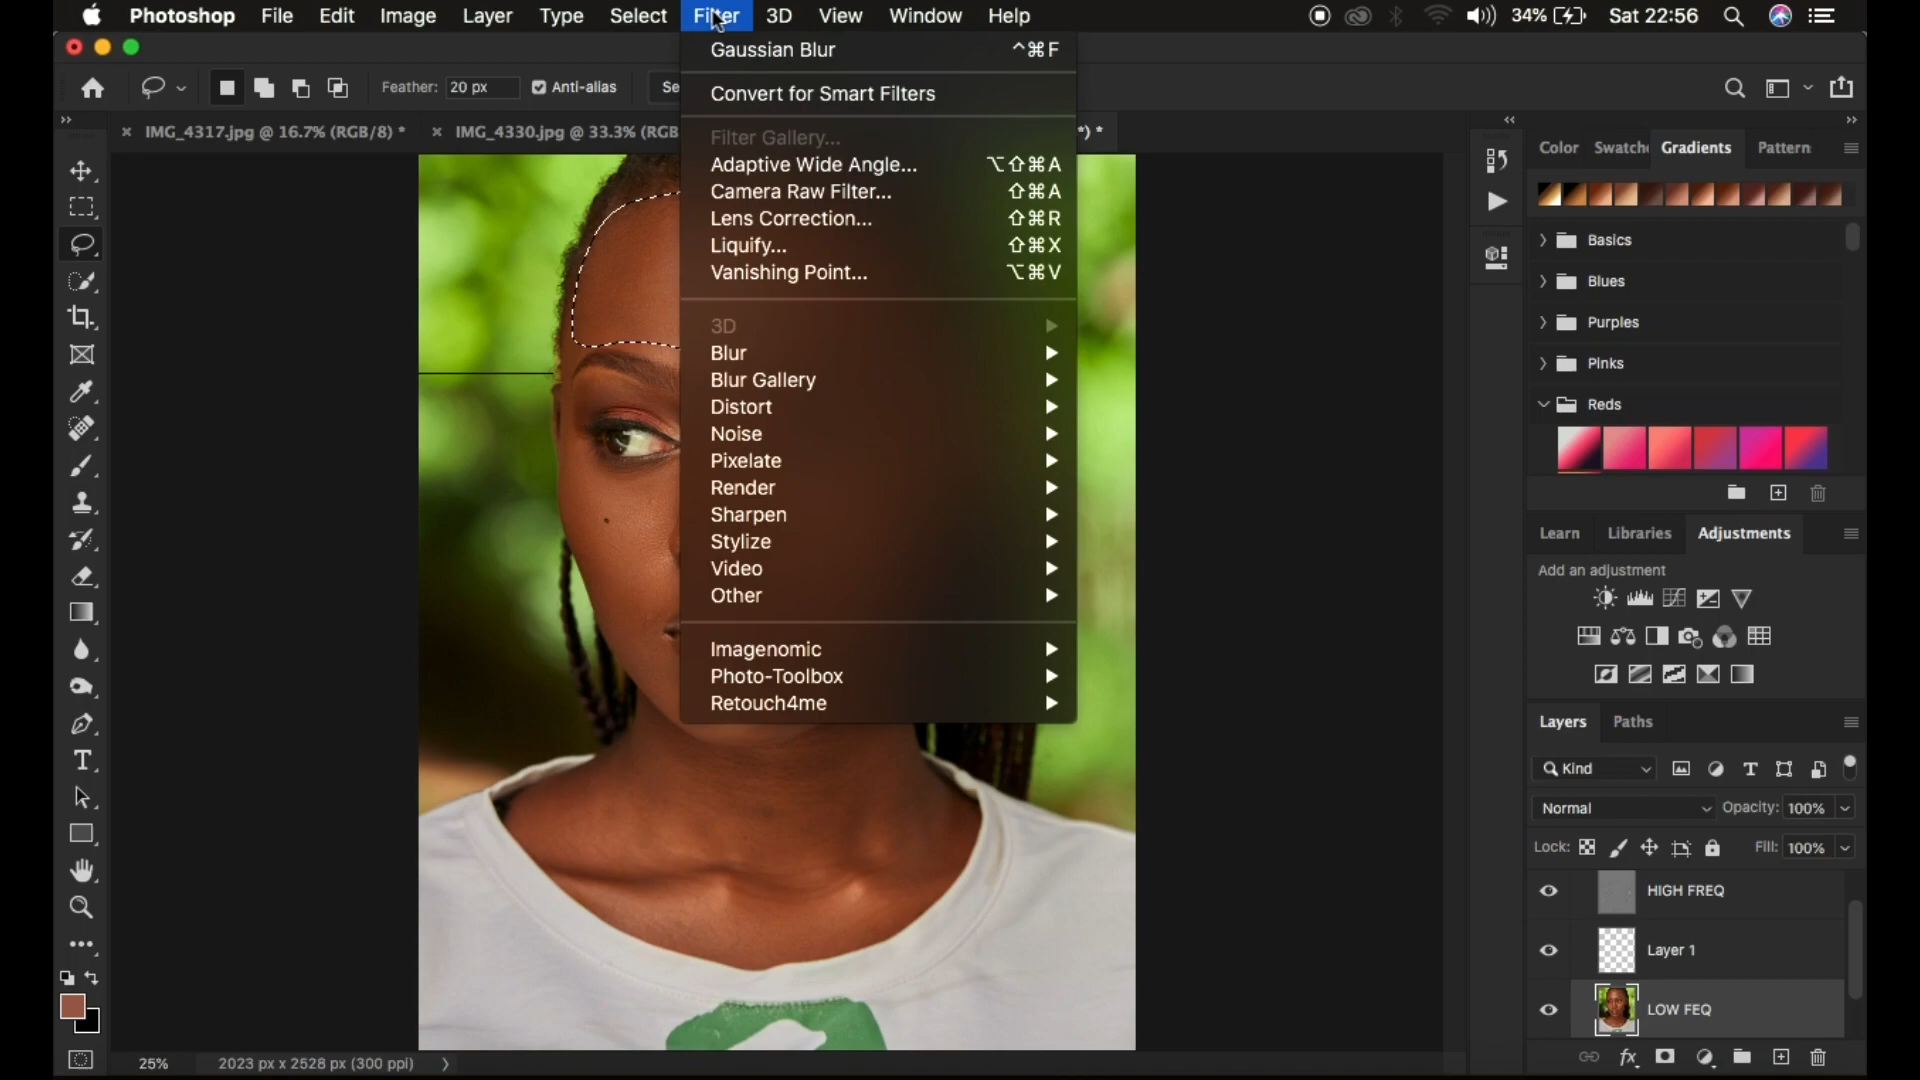 Photoshop File Edit Image Layer Type Select Filter 3D View Window Help 34% Sat 22:56
Feather: 20 px Anti-alias Se
IMG_4317.jpg @ 16.7% (RGB/8) * IMG_4330.jpg @ 33.3% (RGB *) *
Gaussian Blur ^⌘F
Convert for Smart Filters
Filter Gallery...
Adaptive Wide Angle... ⌥⇧⌘A
Camera Raw Filter... ⇧⌘A
Lens Correction... ⇧⌘R
Liquify... ⇧⌘X
Vanishing Point... ⌥⌘V
3D
Blur
Blur Gallery
Distort
Noise
Pixelate
Render
Sharpen
Stylize
Video
Other
Imagenomic
Photo-Toolbox
Retouch4me
Color Swatche Gradients Pattern
Basics
Blues
Purples
Pinks
Reds
Learn Libraries Adjustments
Add an adjustment
Layers Paths
Kind
Normal Opacity: 100%
Lock: Fill: 100%
HIGH FREQ
Layer 1
LOW FEQ
25% 2023 px x 2528 px (300 ppi)